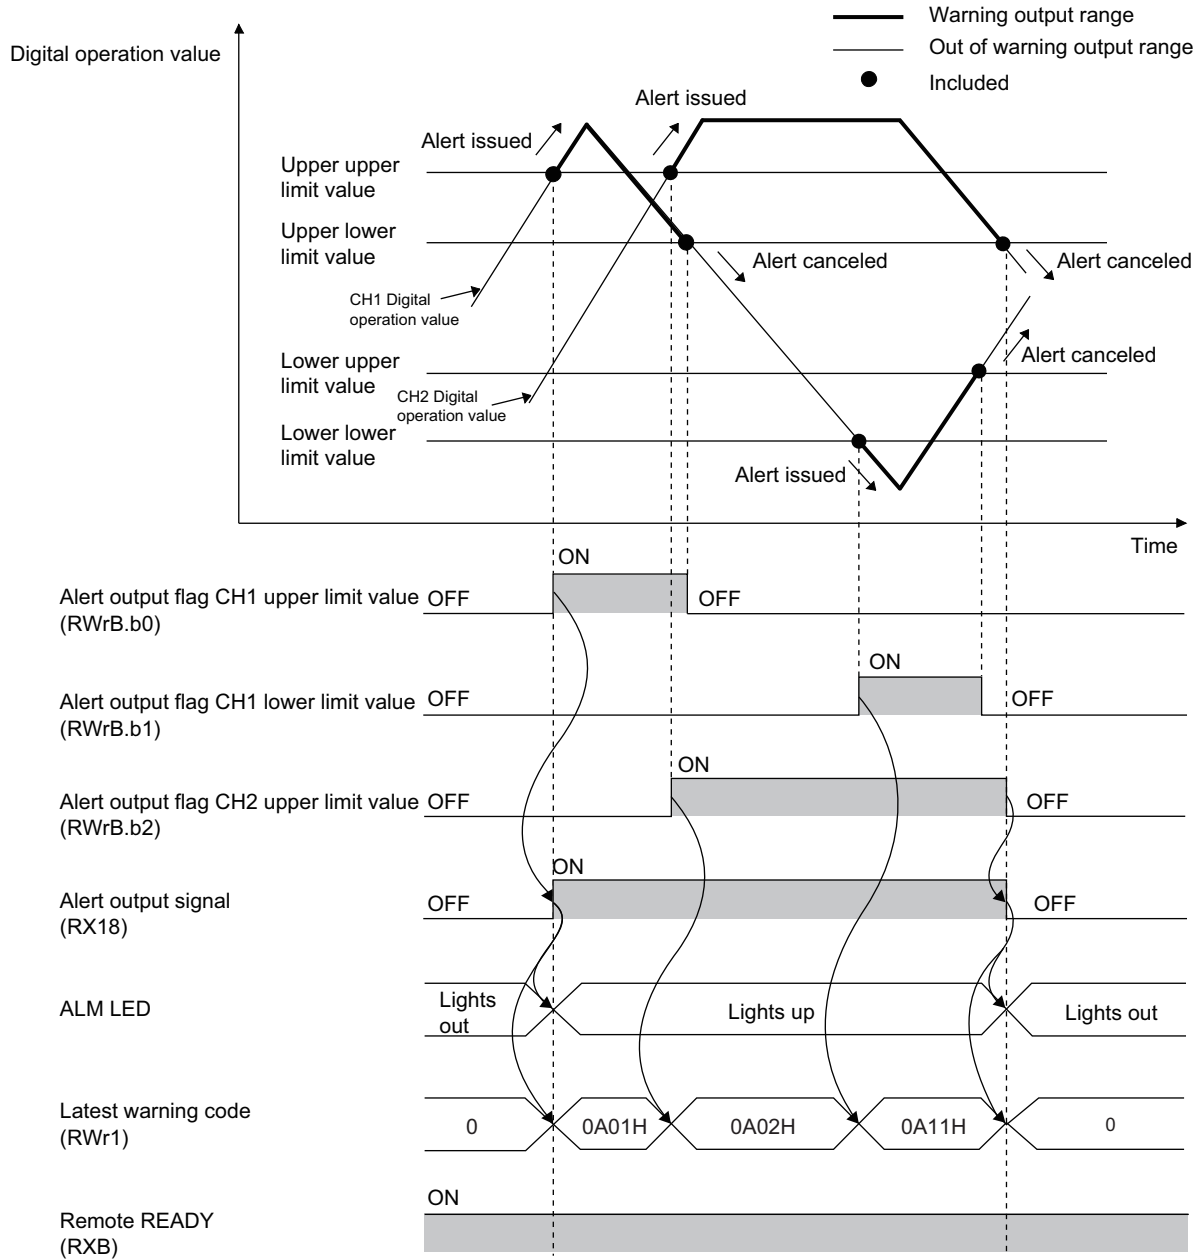 Warning output range
Digital operation value
Out of warning output range
Included
Alert issued
Alert issued
Upper upper
limit value
Upper lower
limit value
Alert canceled
Alert canceled
CH1 Digital
operation value
Lower upper
limit value
Alert canceled
CH2 Digital
operation value
Lower lower
limit value
Alert issued
Time
ON
Alert output flag CH1 upper limit value
(RWrB.b0)
OFF
OFF
ON
Alert output flag CH1 lower limit value
(RWrB.b1)
OFF
OFF
ON
Alert output flag CH2 upper limit value
(RWrB.b2)
OFF
OFF
ON
Alert output signal
(RX18)
OFF
OFF
ALM LED
Lights
out
Lights up
Lights out
Latest warning code
(RWr1)
0
0A01H
0A02H
0A11H
0
ON
Remote READY
(RXB)